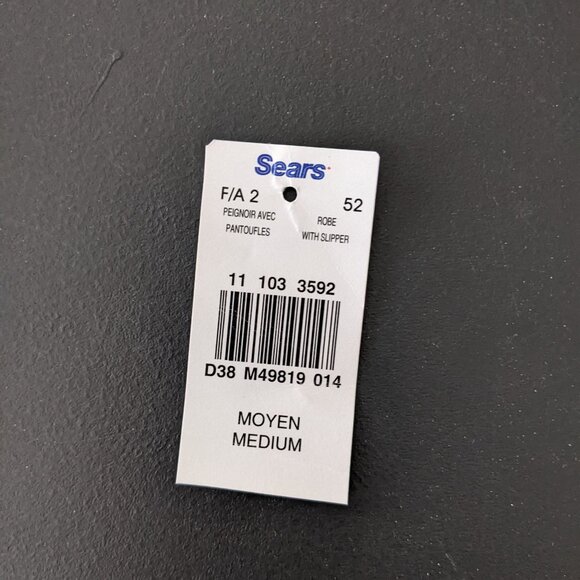 Sears
F/A 2 52
PEIGNOIR AVEC ROBE
PANTOUFLES WITH SLIPPER
11 103 3592
D38 M49819 014
MOYEN
MEDIUM